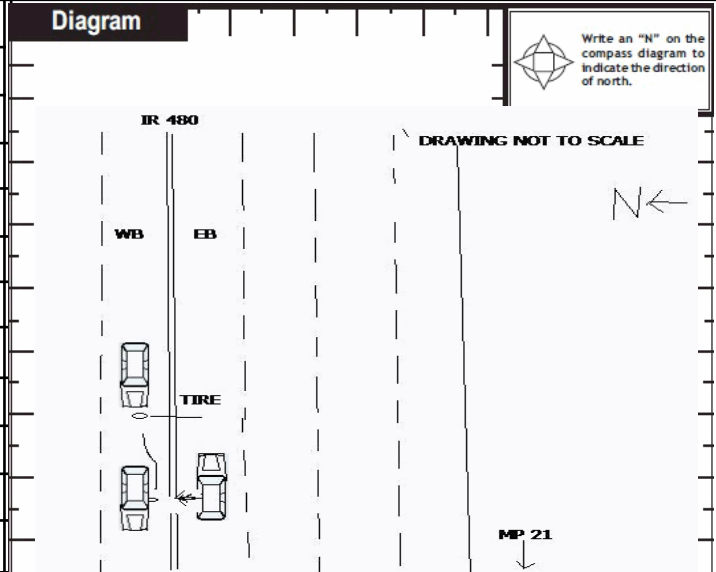 Diagram
Write an “N” on the
compass diagram to
indicate the direction
of north.
IR 480
DRAWING NOT TO SCALE
N
WB
EB
TIRE
MP 21